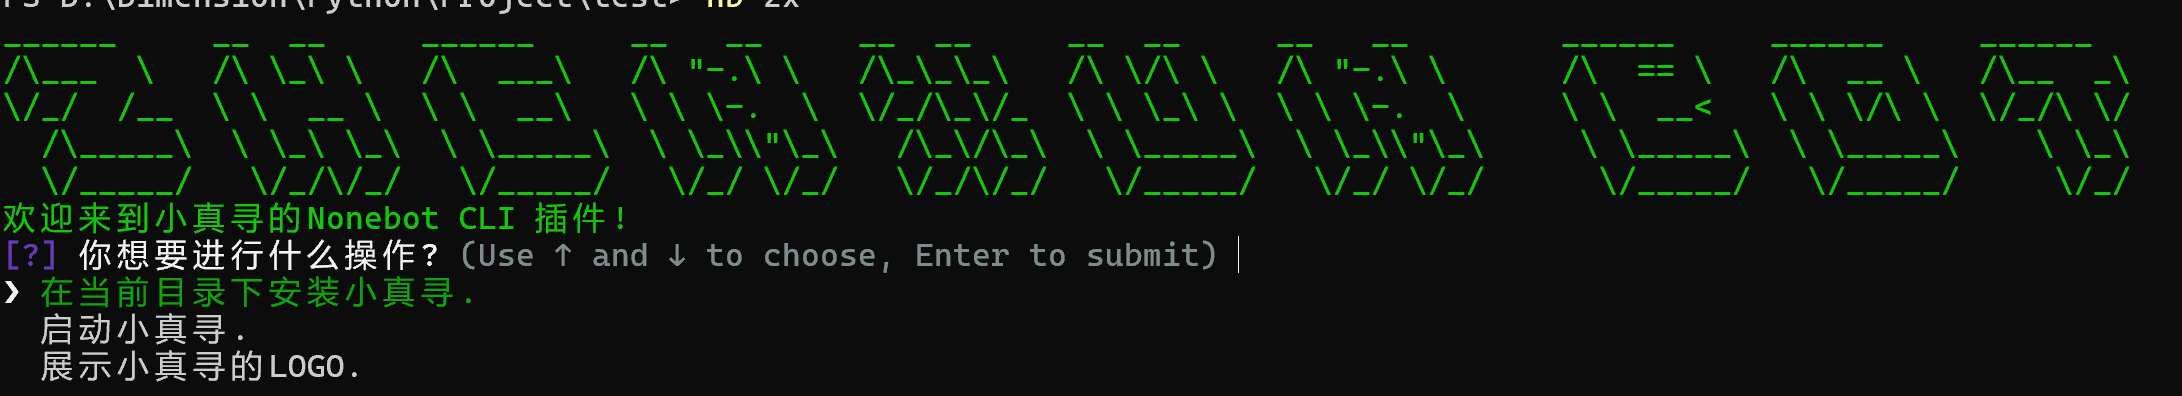 PS D:\Dimension\Python\Project\test> nb zx
ZHENXUN BOT
欢迎来到小真寻的Nonebot CLI 插件!
[?] 你想要进行什么操作? (Use ↑ and ↓ to choose, Enter to submit)
❯ 在当前目录下安装小真寻.
启动小真寻.
展示小真寻的LOGO.